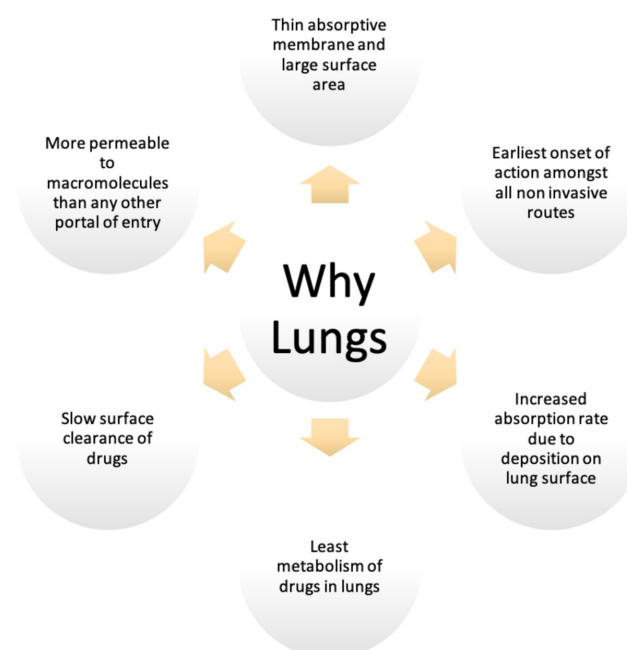 Thin absorptive
membrane and
large surface
area
Earliest onset of
action amongst
all non invasive
routes
Increased
absorption rate
due to
deposition on
lung surface
Least
metabolism of
drugs in lungs
Slow surface
clearance of
drugs
More permeable
to
macromolecules
than any other
portal of entry
Why
Lungs